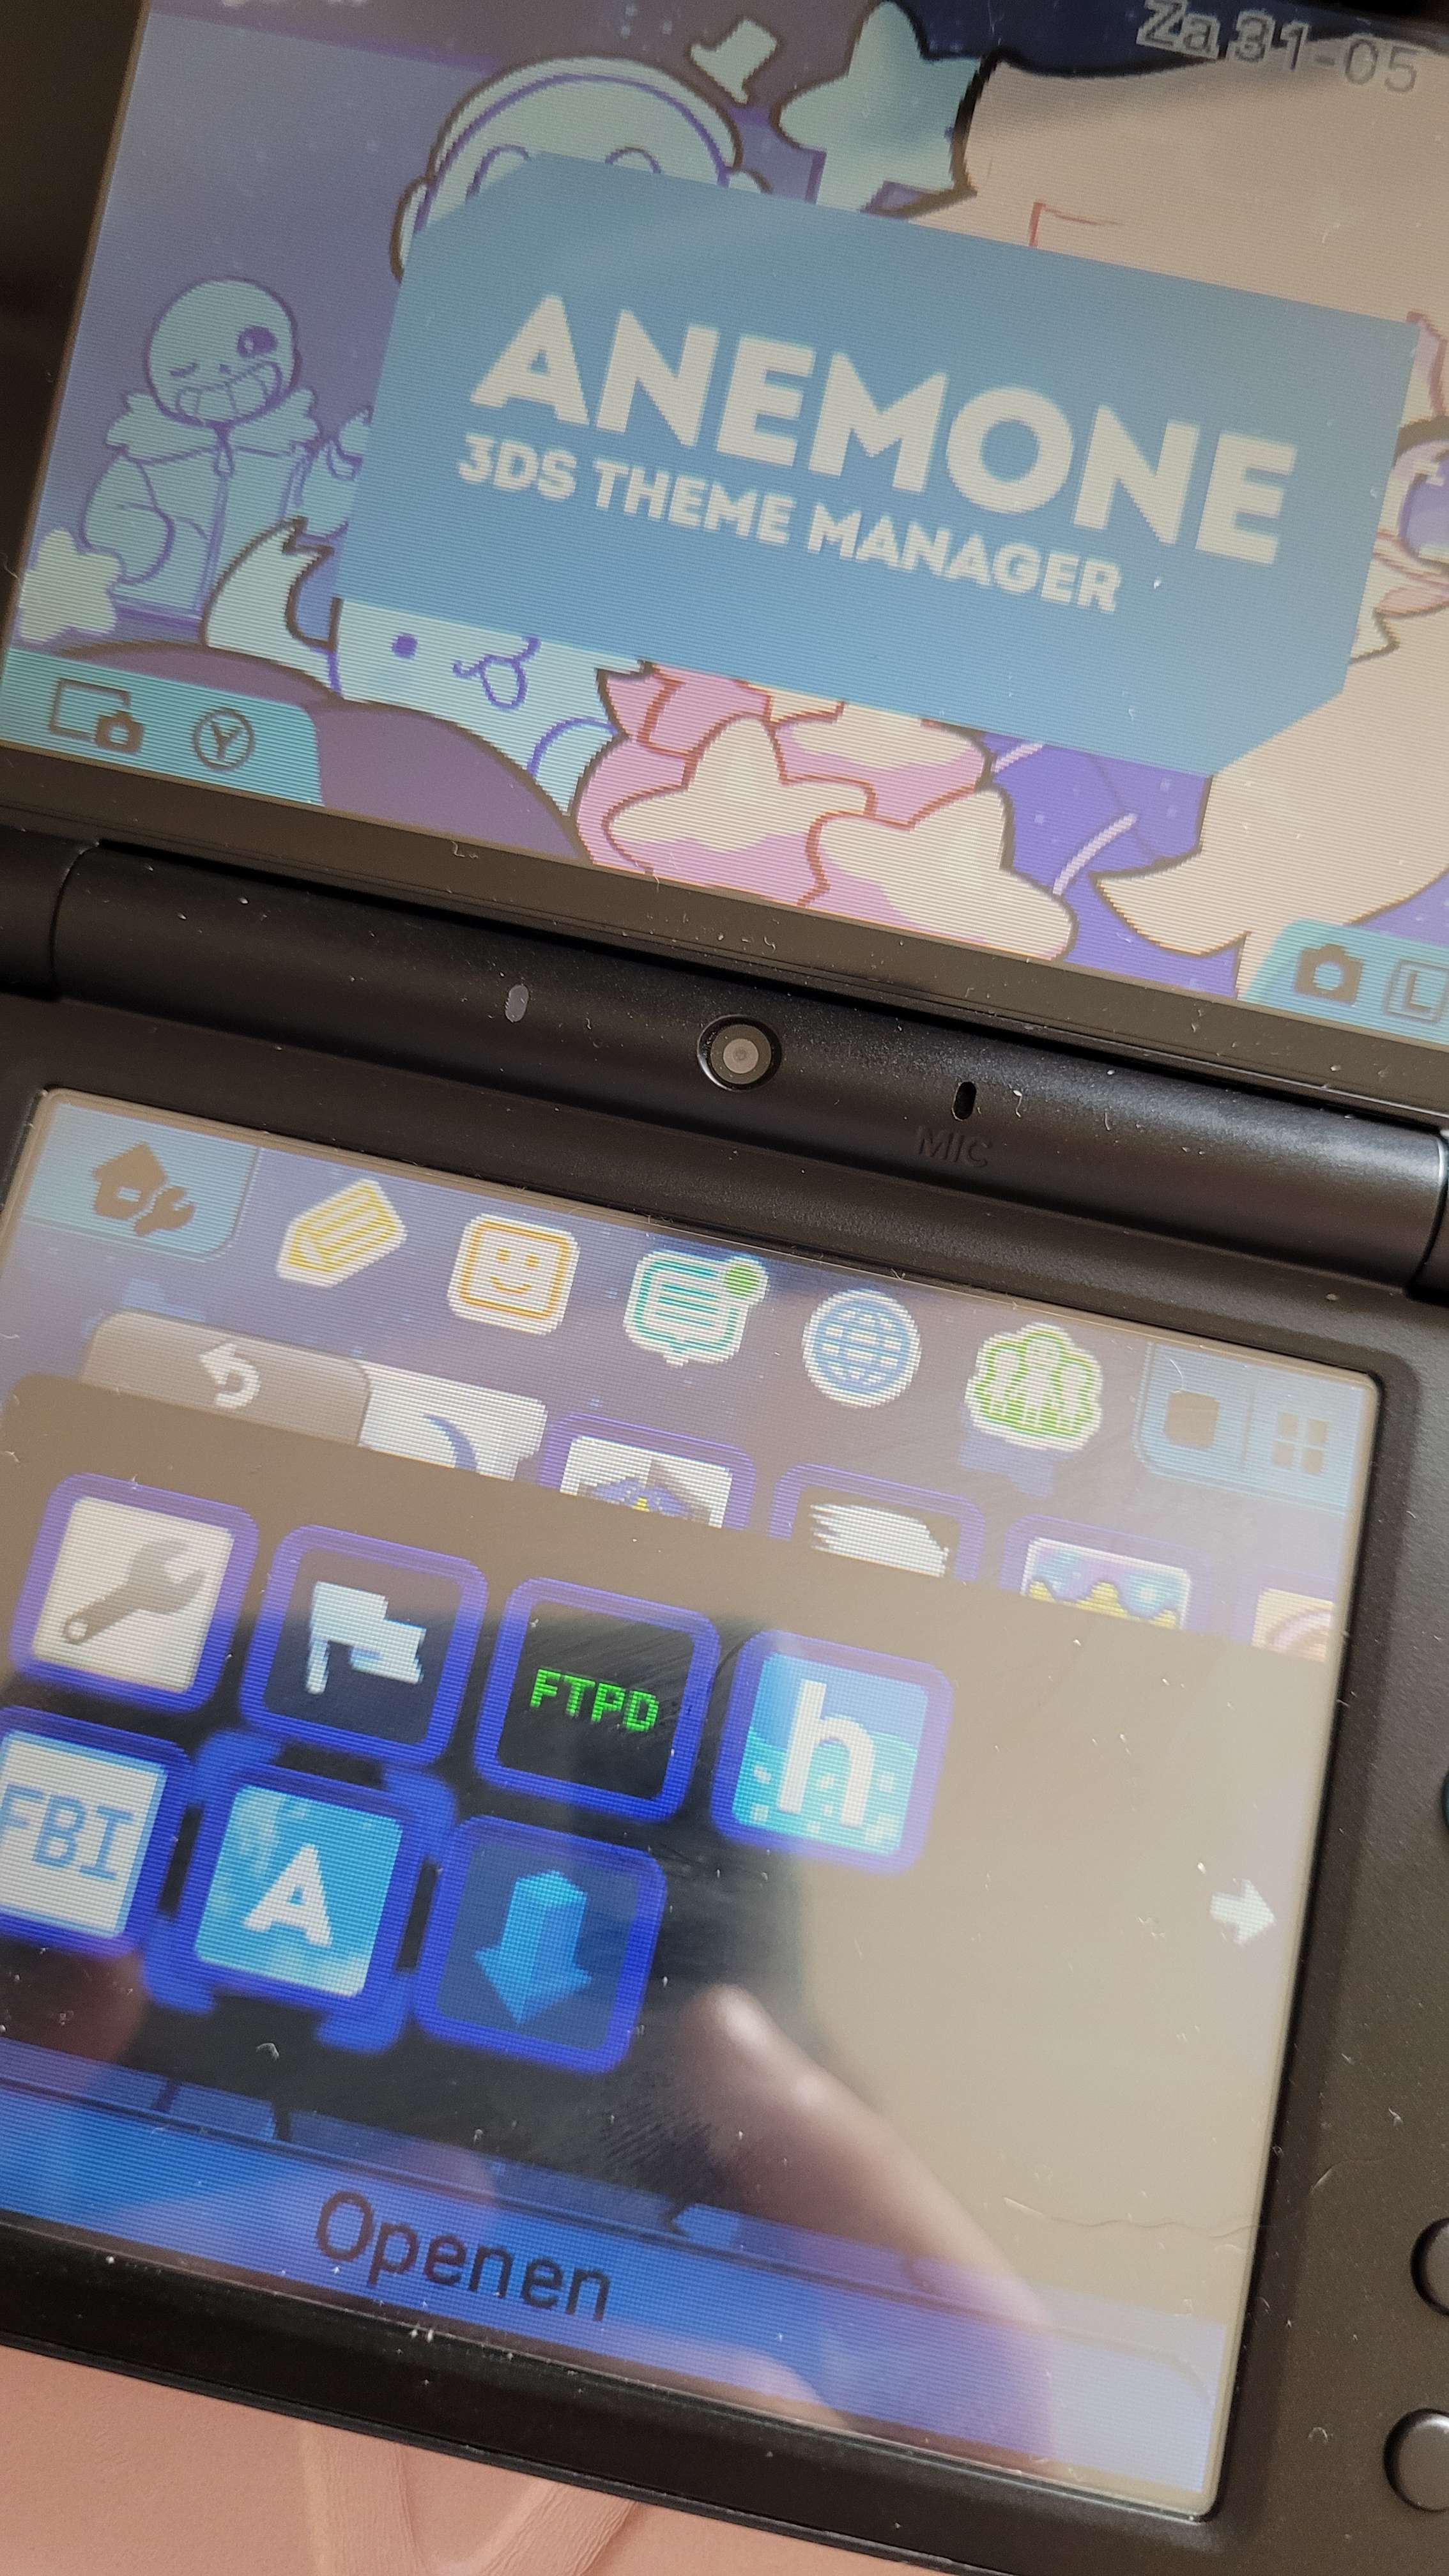 Za 31-05
ANEMONE
3DS THEME MANAGER
Y
L
MIC
FTPD
h
FBI
A
Openen